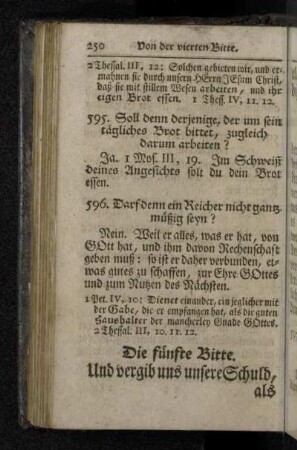 250 Von der vierten Bitte.
2 Thessal. III, 12: Solchen gebieten wir, und er-
mahnen sie durch unsern HErrn JEsum Christ,
daß sie mit stillem Wesen arbeiten, und ihr
eigen Brot essen. 1 Thess. IV, 11. 12.
595. Soll denn derjenige, der um sein
tägliches Brot bittet, zugleich
darum arbeiten?
Ja. 1 Mos. III, 19. Im Schweiß
deines Angesichts solt du dein Brot
essen.
596. Darf denn ein Reicher nicht gantz
müßig seyn?
Nein. Weil er alles, was er hat, von
GOtt hat, und ihm davon Rechenschaft
geben muß: so ist er daher verbunden, et-
was gutes zu schaffen, zur Ehre GOttes
und zum Nutzen des Nächsten.
1 Pet. IV, 10: Dienet einander, ein jeglicher mit
der Gabe, die er empfangen hat, als die guten
Haushalter der mancherley Gnade GOttes.
2 Thessal. III, 10. 11. 12.
Die fünfte Bitte.
Und vergib uns unsere Schuld,
als